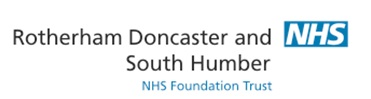 Rotherham Doncaster and NHS
South Humber
NHS Foundation Trust